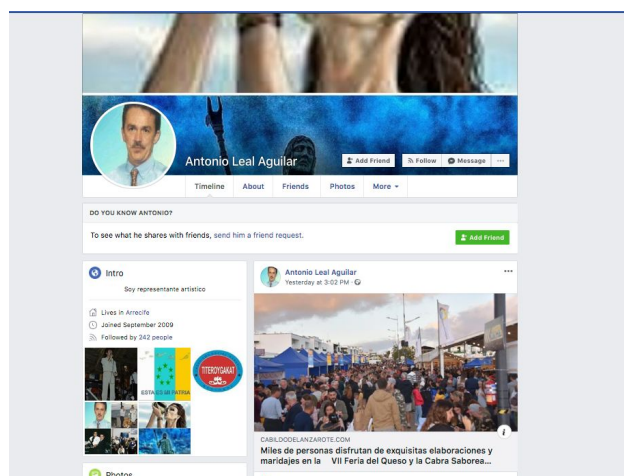 Antonio Leal Aguilar
Add Friend
Follow
Message
Timeline
About
Friends
Photos
More
DO YOU KNOW ANTONIO?
To see what he shares with friends, send him a friend request.
Add Friend
Intro
Soy representante artístico
Lives in Arrecife
Joined September 2009
Followed by 242 people
ESTA ES MI PATRIA
TITEROYGAKAT
Photos
Antonio Leal Aguilar
Yesterday at 3:02 PM ·
CABILDODELANZAROTE.COM
Miles de personas disfrutan de exquisitas elaboraciones y
maridajes en la VII Feria del Queso y la Cabra Saborea...